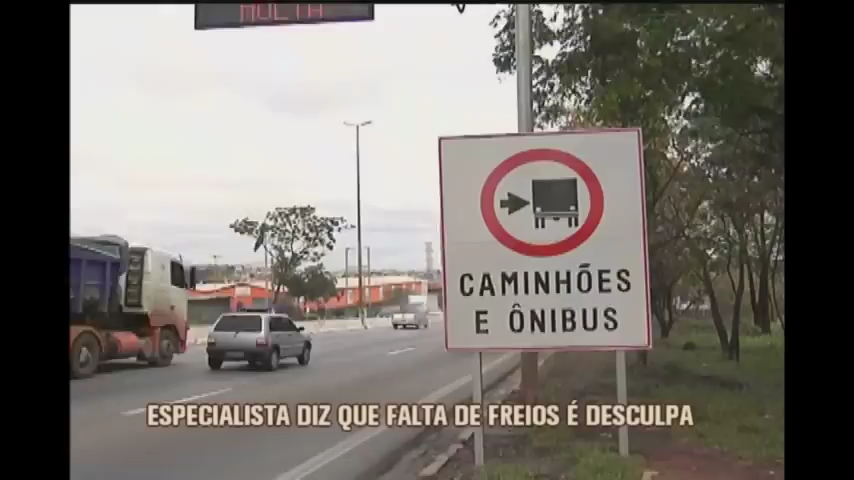 MULTA
CAMINHÕES
E ÔNIBUS
ESPECIALISTA DIZ QUE FALTA DE FREIOS É DESCULPA